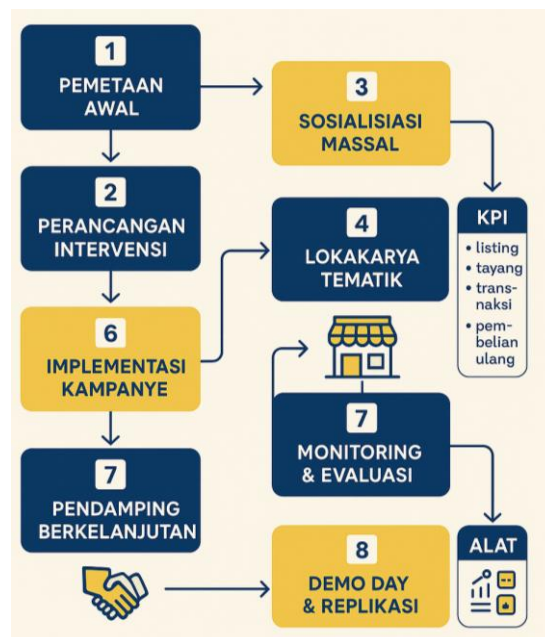 1
PEMETAAN
AWAL
2
PERANCANGAN
INTERVENSI
6
IMPLEMENTASI
KAMPANYE
7
PENDAMPING
BERKELANJUTAN
3
SOSIALISIASI
MASSAL
4
LOKAKARYA
TEMATIK
7
MONITORING
& EVALUASI
8
DEMO DAY
& REPLIKASI
KPI
• listing
• tayang
• trans-
naksi
• pem-
belian
ulang
ALAT